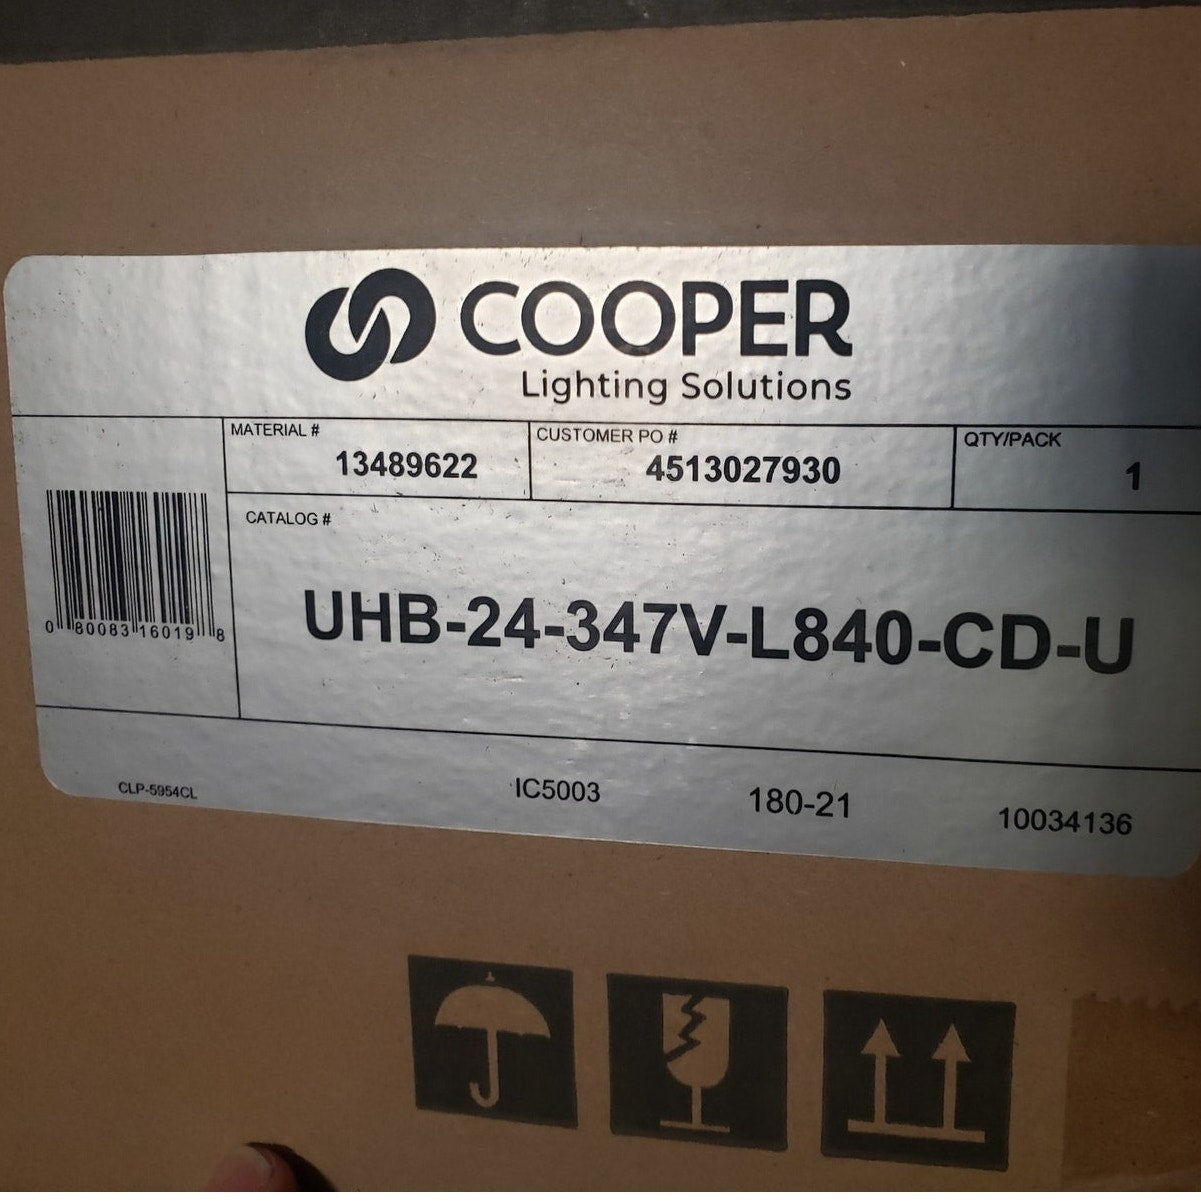 COOPER
Lighting Solutions
MATERIAL #
13489622
CUSTOMER PO #
4513027930
QTY/PACK
1
0 80083 16019 8
CATALOG #
UHB-24-347V-L840-CD-U
CLP-5954CL
IC5003
180-21
10034136